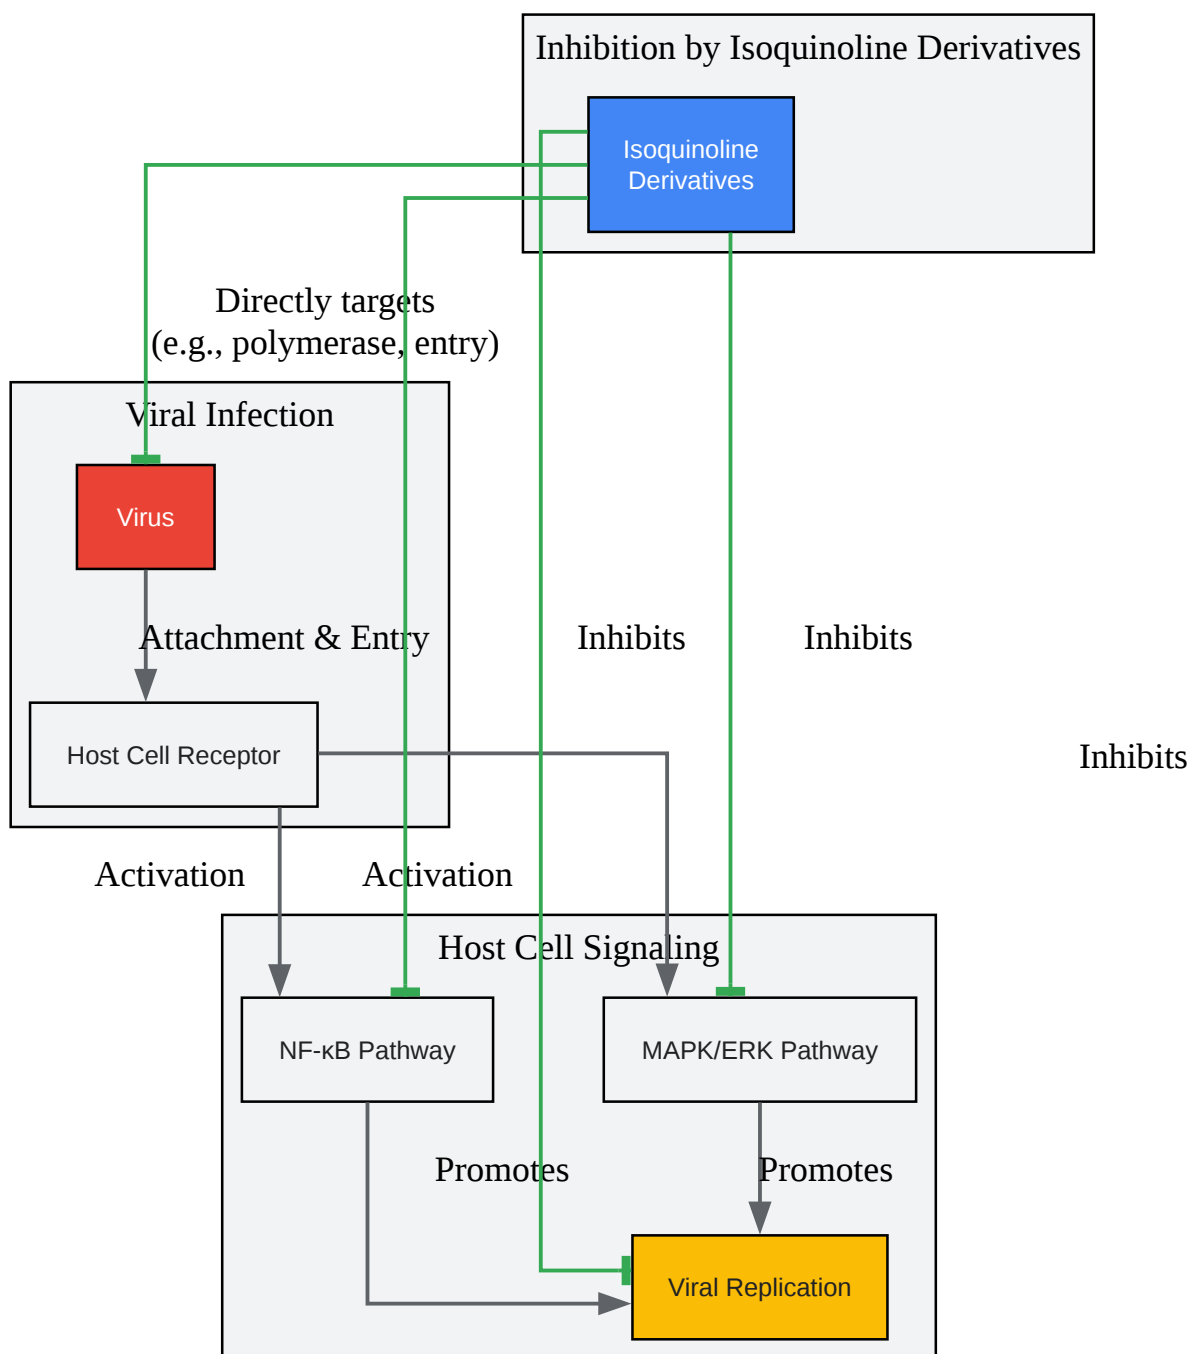 Inhibition by Isoquinoline Derivatives
Isoquinoline
Derivatives
Directly targets
(e.g., polymerase, entry)
Viral Infection
Virus
Attachment & Entry
Inhibits
Inhibits
Host Cell Receptor
Inhibits
Activation
Activation
Host Cell Signaling
NF-κB Pathway
MAPK/ERK Pathway
Promotes
Promotes
Viral Replication